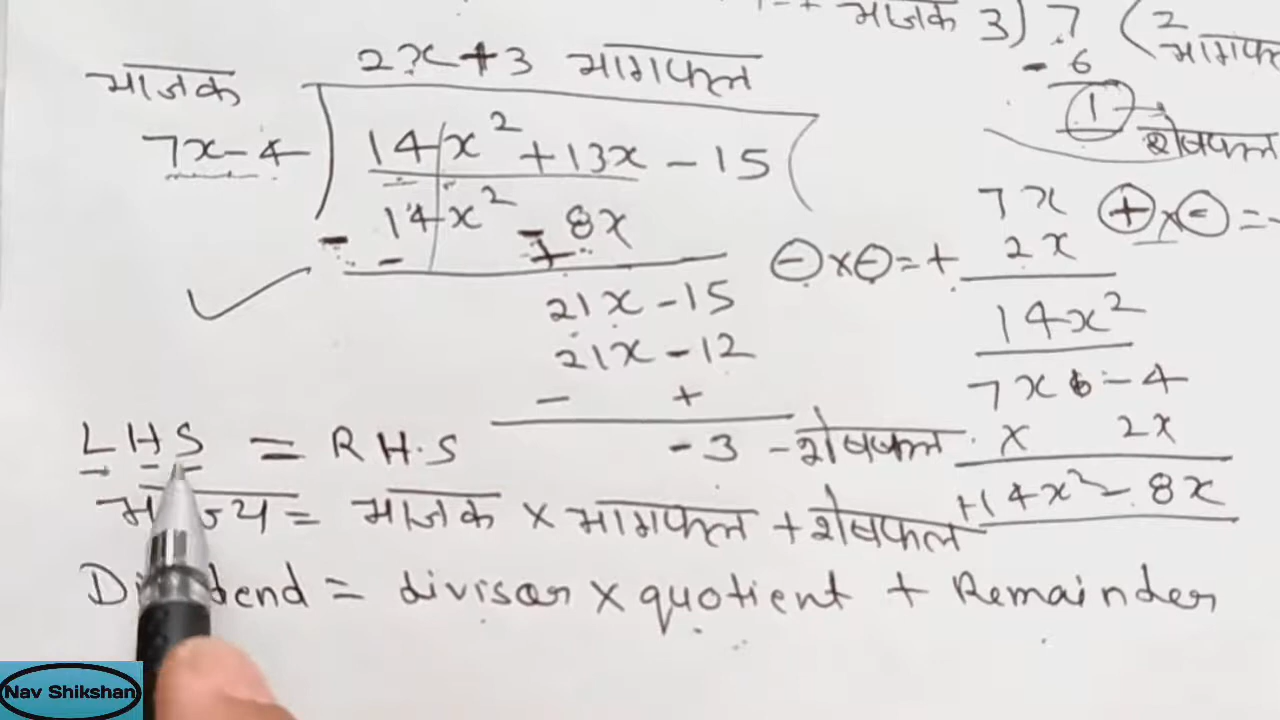 भाजक 3) 7 (2
भागफल
- 6
1
शेषफल
2x + 3 भागफल
भाजक
7x - 4
14x² + 13x - 15
- 14x² - 8x
- +
21x - 15
21x - 12
- +
- 3 - शेषफल
7x
2x
14x²
⊕ x ⊖ = -
⊖ x ⊖ = +
7x - 4
x 2x
+14x² - 8x
LHS = R H.S
= भाजक x भागफल + शेषफल
= divisor x quotient + Remainder
Nav Shikshan